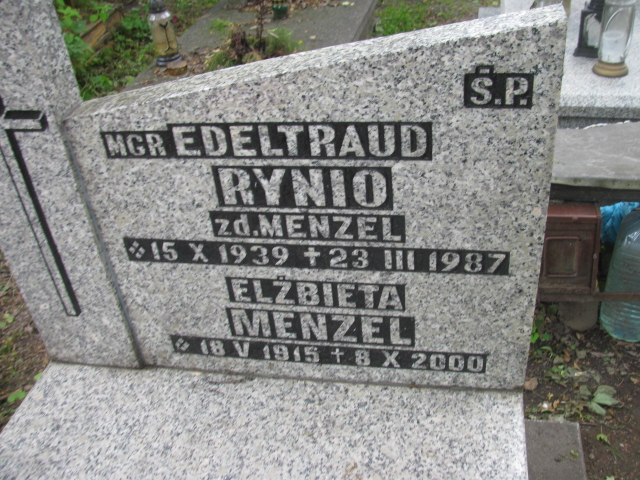 Ś.P.
MGR EDELTRAUD
RYNIO
zd. MENZEL
15 X 1939 + 23 III 1987
ELŻBIETA
MENZEL
18 V 1915 + 8 X 2000